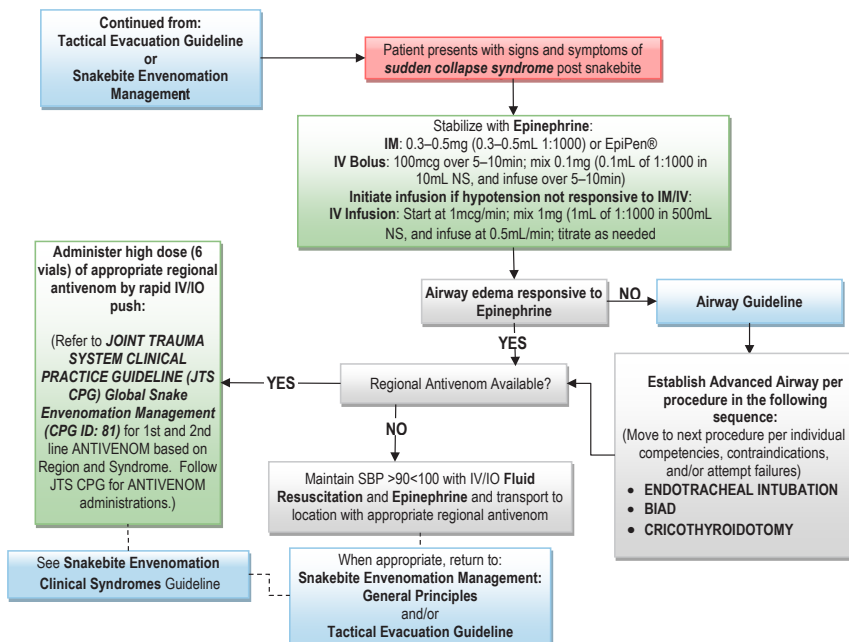 Continued from:
Tactical Evacuation Guideline
or
Snakebite Envenomation
Management
Patient presents with signs and symptoms of
sudden collapse syndrome post snakebite
Stabilize with Epinephrine:
IM: 0.3–0.5mg (0.3–0.5mL 1:1000) or EpiPen®
IV Bolus: 100mcg over 5–10min; mix 0.1mg (0.1mL of 1:1000 in
10mL NS, and infuse over 5–10min)
Initiate infusion if hypotension not responsive to IM/IV:
IV Infusion: Start at 1mcg/min; mix 1mg (1mL of 1:1000 in 500mL
NS, and infuse at 0.5mL/min; titrate as needed
Airway edema responsive to
Epinephrine
NO
Airway Guideline
YES
Establish Advanced Airway per
procedure in the following
sequence:
(Move to next procedure per individual
competencies, contraindications,
and/or attempt failures)
• ENDOTRACHEAL INTUBATION
• BIAD
• CRICOTHYROIDOTOMY
Regional Antivenom Available?
YES
Administer high dose (6
vials) of appropriate regional
antivenom by rapid IV/IO
push:
(Refer to JOINT TRAUMA
SYSTEM CLINICAL
PRACTICE GUIDELINE (JTS
CPG) Global Snake
Envenomation Management
(CPG ID: 81) for 1st and 2nd
line ANTIVENOM based on
Region and Syndrome. Follow
JTS CPG for ANTIVENOM
administrations.)
NO
Maintain SBP >90<100 with IV/IO Fluid
Resuscitation and Epinephrine and transport to
location with appropriate regional antivenom
See Snakebite Envenomation
Clinical Syndromes Guideline
When appropriate, return to:
Snakebite Envenomation Management:
General Principles
and/or
Tactical Evacuation Guideline